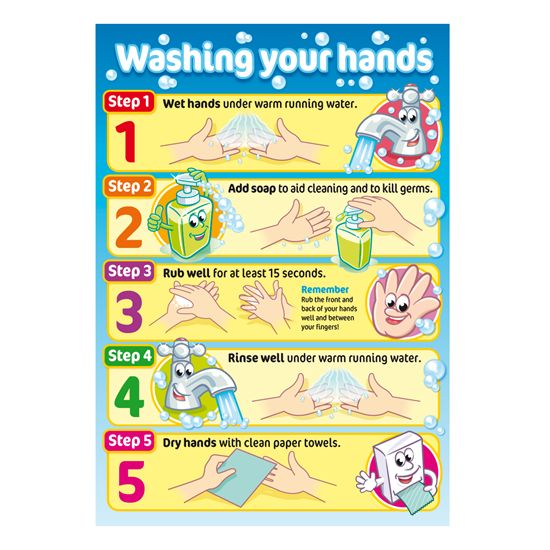 Washing your hands
Step 1
1
Wet hands under warm running water.
Step 2
2
Add soap to aid cleaning and to kill germs.
Step 3
3
Rub well for at least 15 seconds.
Remember
Rub the front and
back of your hands
well and between
your fingers!
Step 4
4
Rinse well under warm running water.
Step 5
5
Dry hands with clean paper towels.